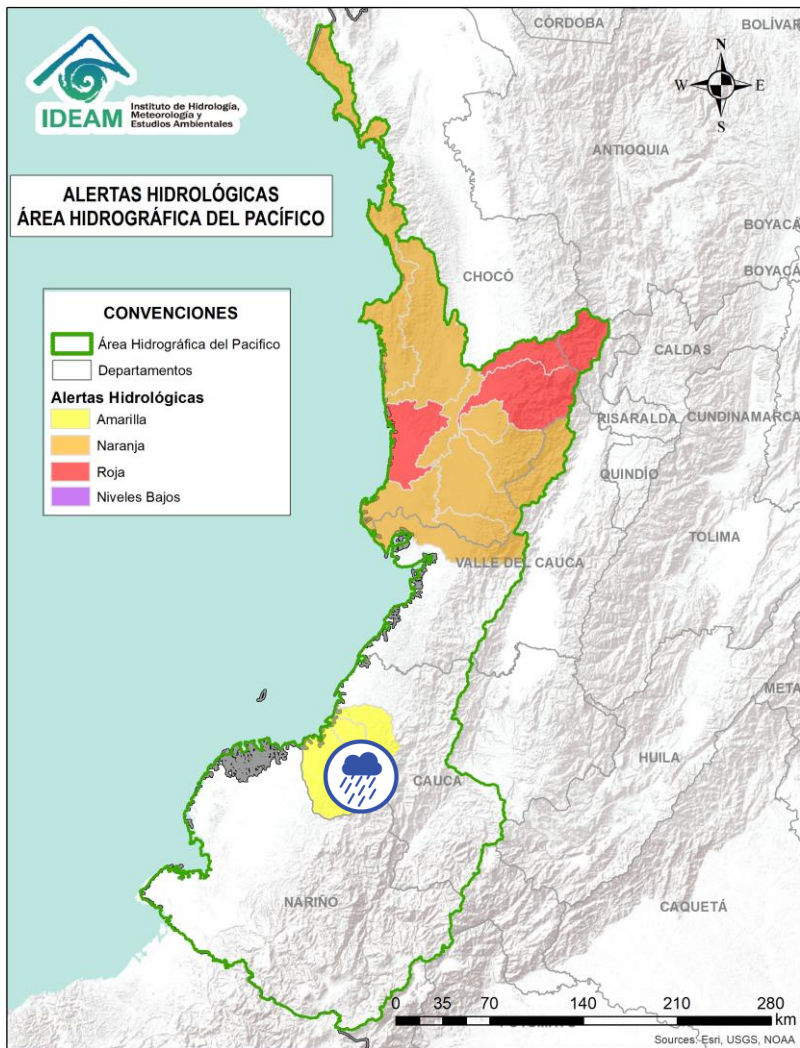 CÓRDOBA
BOLÍVAR
N
W
E
S
IDEAM
Instituto de Hidrología,
Meteorología y
Estudios Ambientales
ANTIOQUIA
ALERTAS HIDROLÓGICAS
ÁREA HIDROGRÁFICA DEL PACÍFICO
BOYACÁ
BOYACÁ
CHOCÓ
CONVENCIONES
Área Hidrográfica del Pacifico
Departamentos
Alertas Hidrológicas
Amarilla
Naranja
Roja
Niveles Bajos
CALDAS
RISARALDA
CUNDINAMARCA
QUINDÍO
TOLIMA
VALLE DEL CAUCA
META
HUILA
CAUCA
NARIÑO
CAQUETÁ
0 35 70 140 210 280
km
Sources: Esri, USGS, NOAA